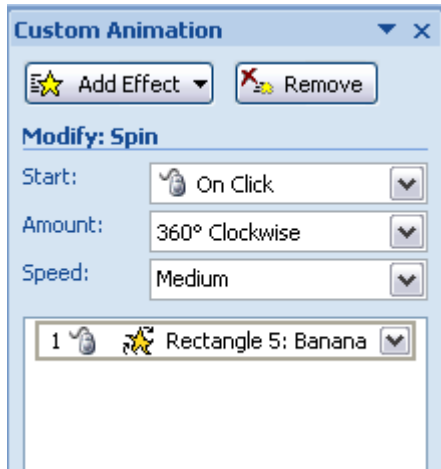 Custom Animation
Add Effect Remove
Modify: Spin
Start: On Click
Amount: 360° Clockwise
Speed: Medium
1 Rectangle 5: Banana